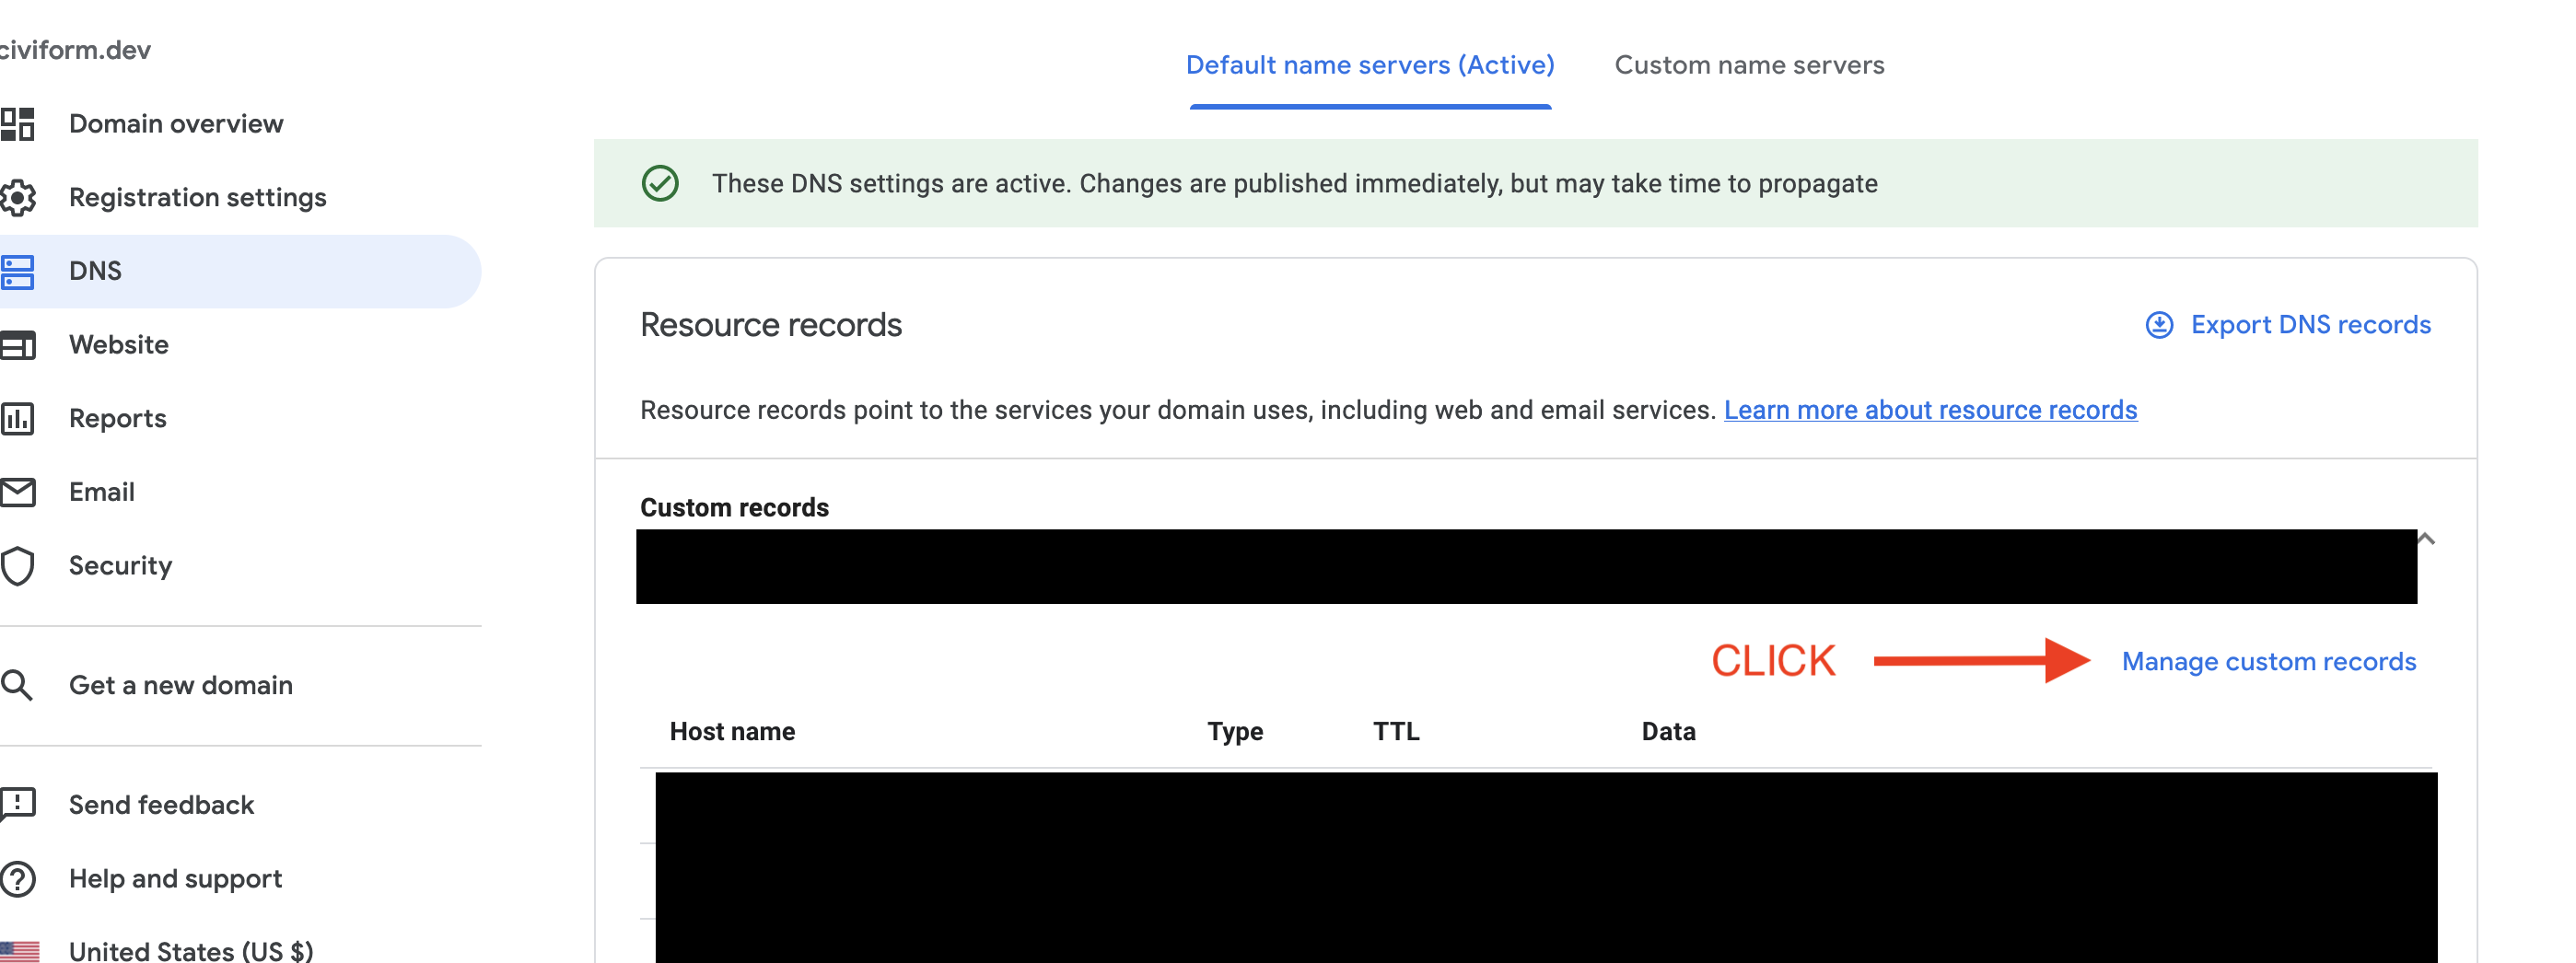 civiform.dev
Domain overview
Registration settings
DNS
Website
Reports
Email
Security
Get a new domain
Send feedback
Help and support
United States (US $)
Default name servers (Active)
Custom name servers
These DNS settings are active. Changes are published immediately, but may take time to propagate
Resource records
Export DNS records
Resource records point to the services your domain uses, including web and email services. Learn more about resource records
Custom records
CLICK
Manage custom records
Host name
Type
TTL
Data